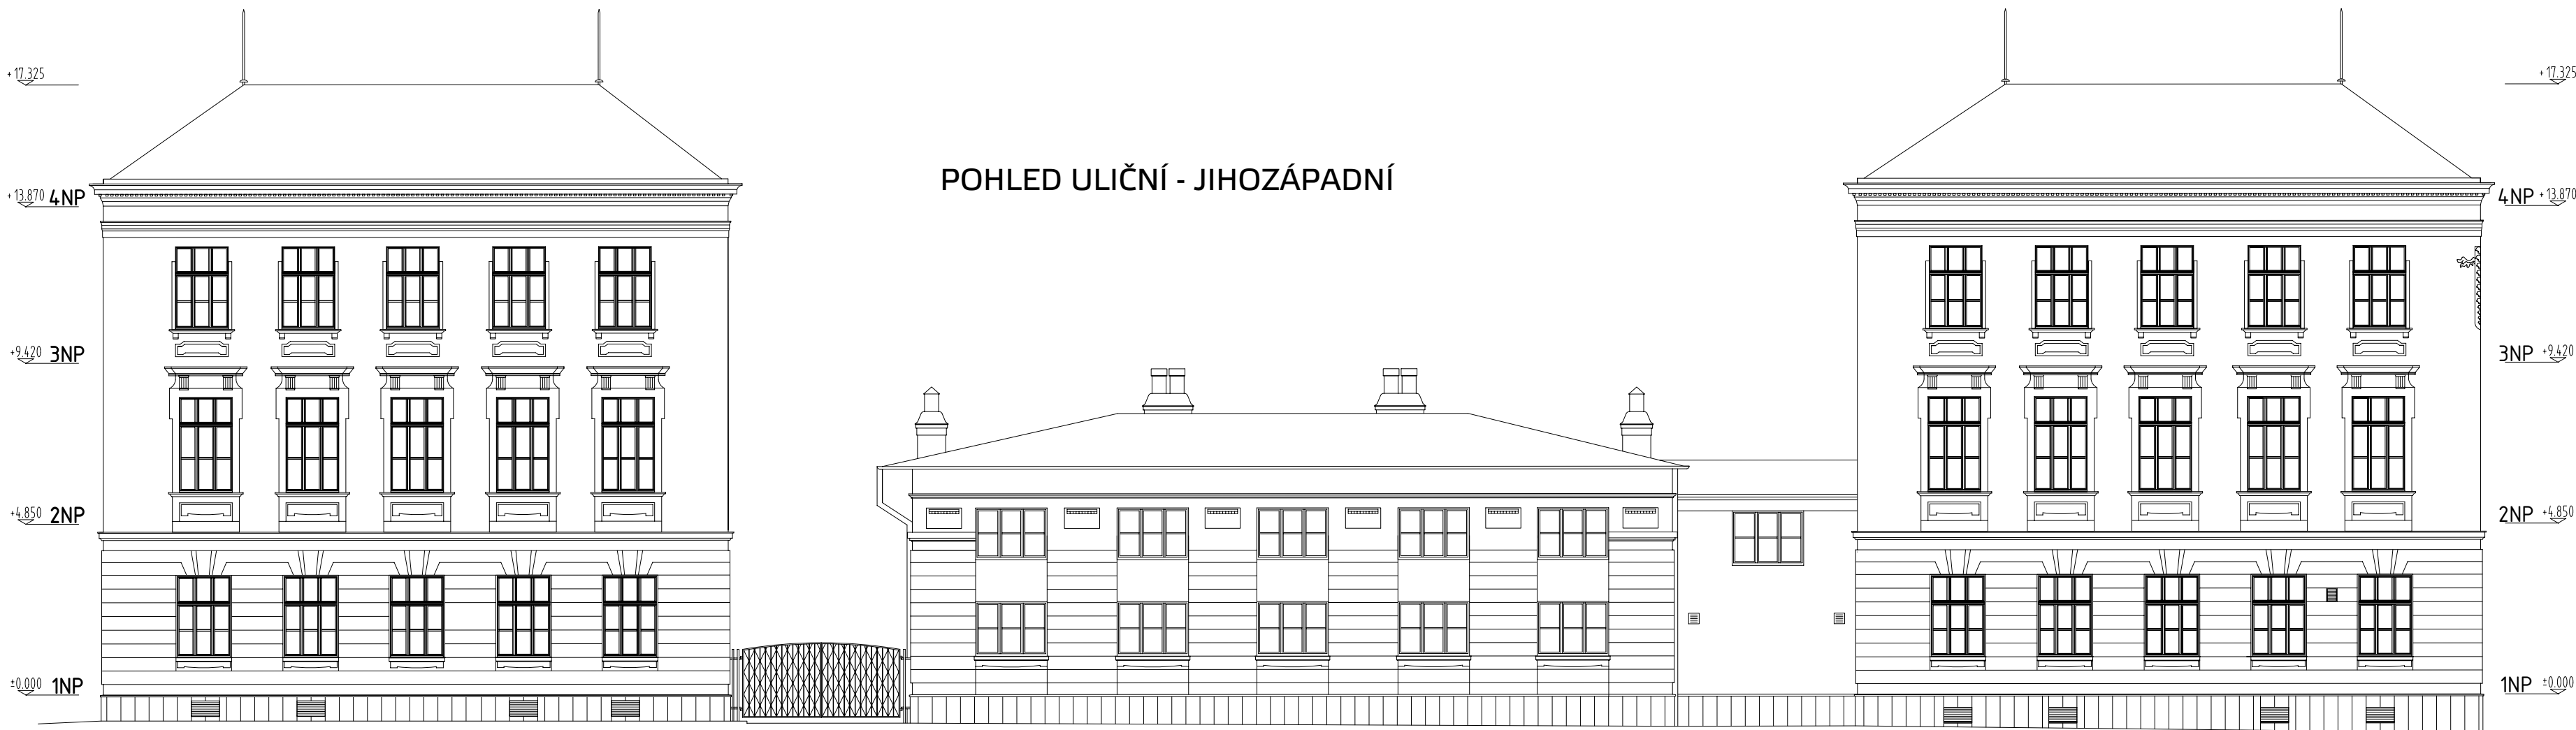 +17.325
+17.325
POHLED ULIČNÍ - JIHOZÁPADNÍ
+13.870 4NP
4NP +13.870
+9.420 3NP
3NP +9.420
+4.850 2NP
2NP +4.850
±0.000 1NP
1NP ±0.000